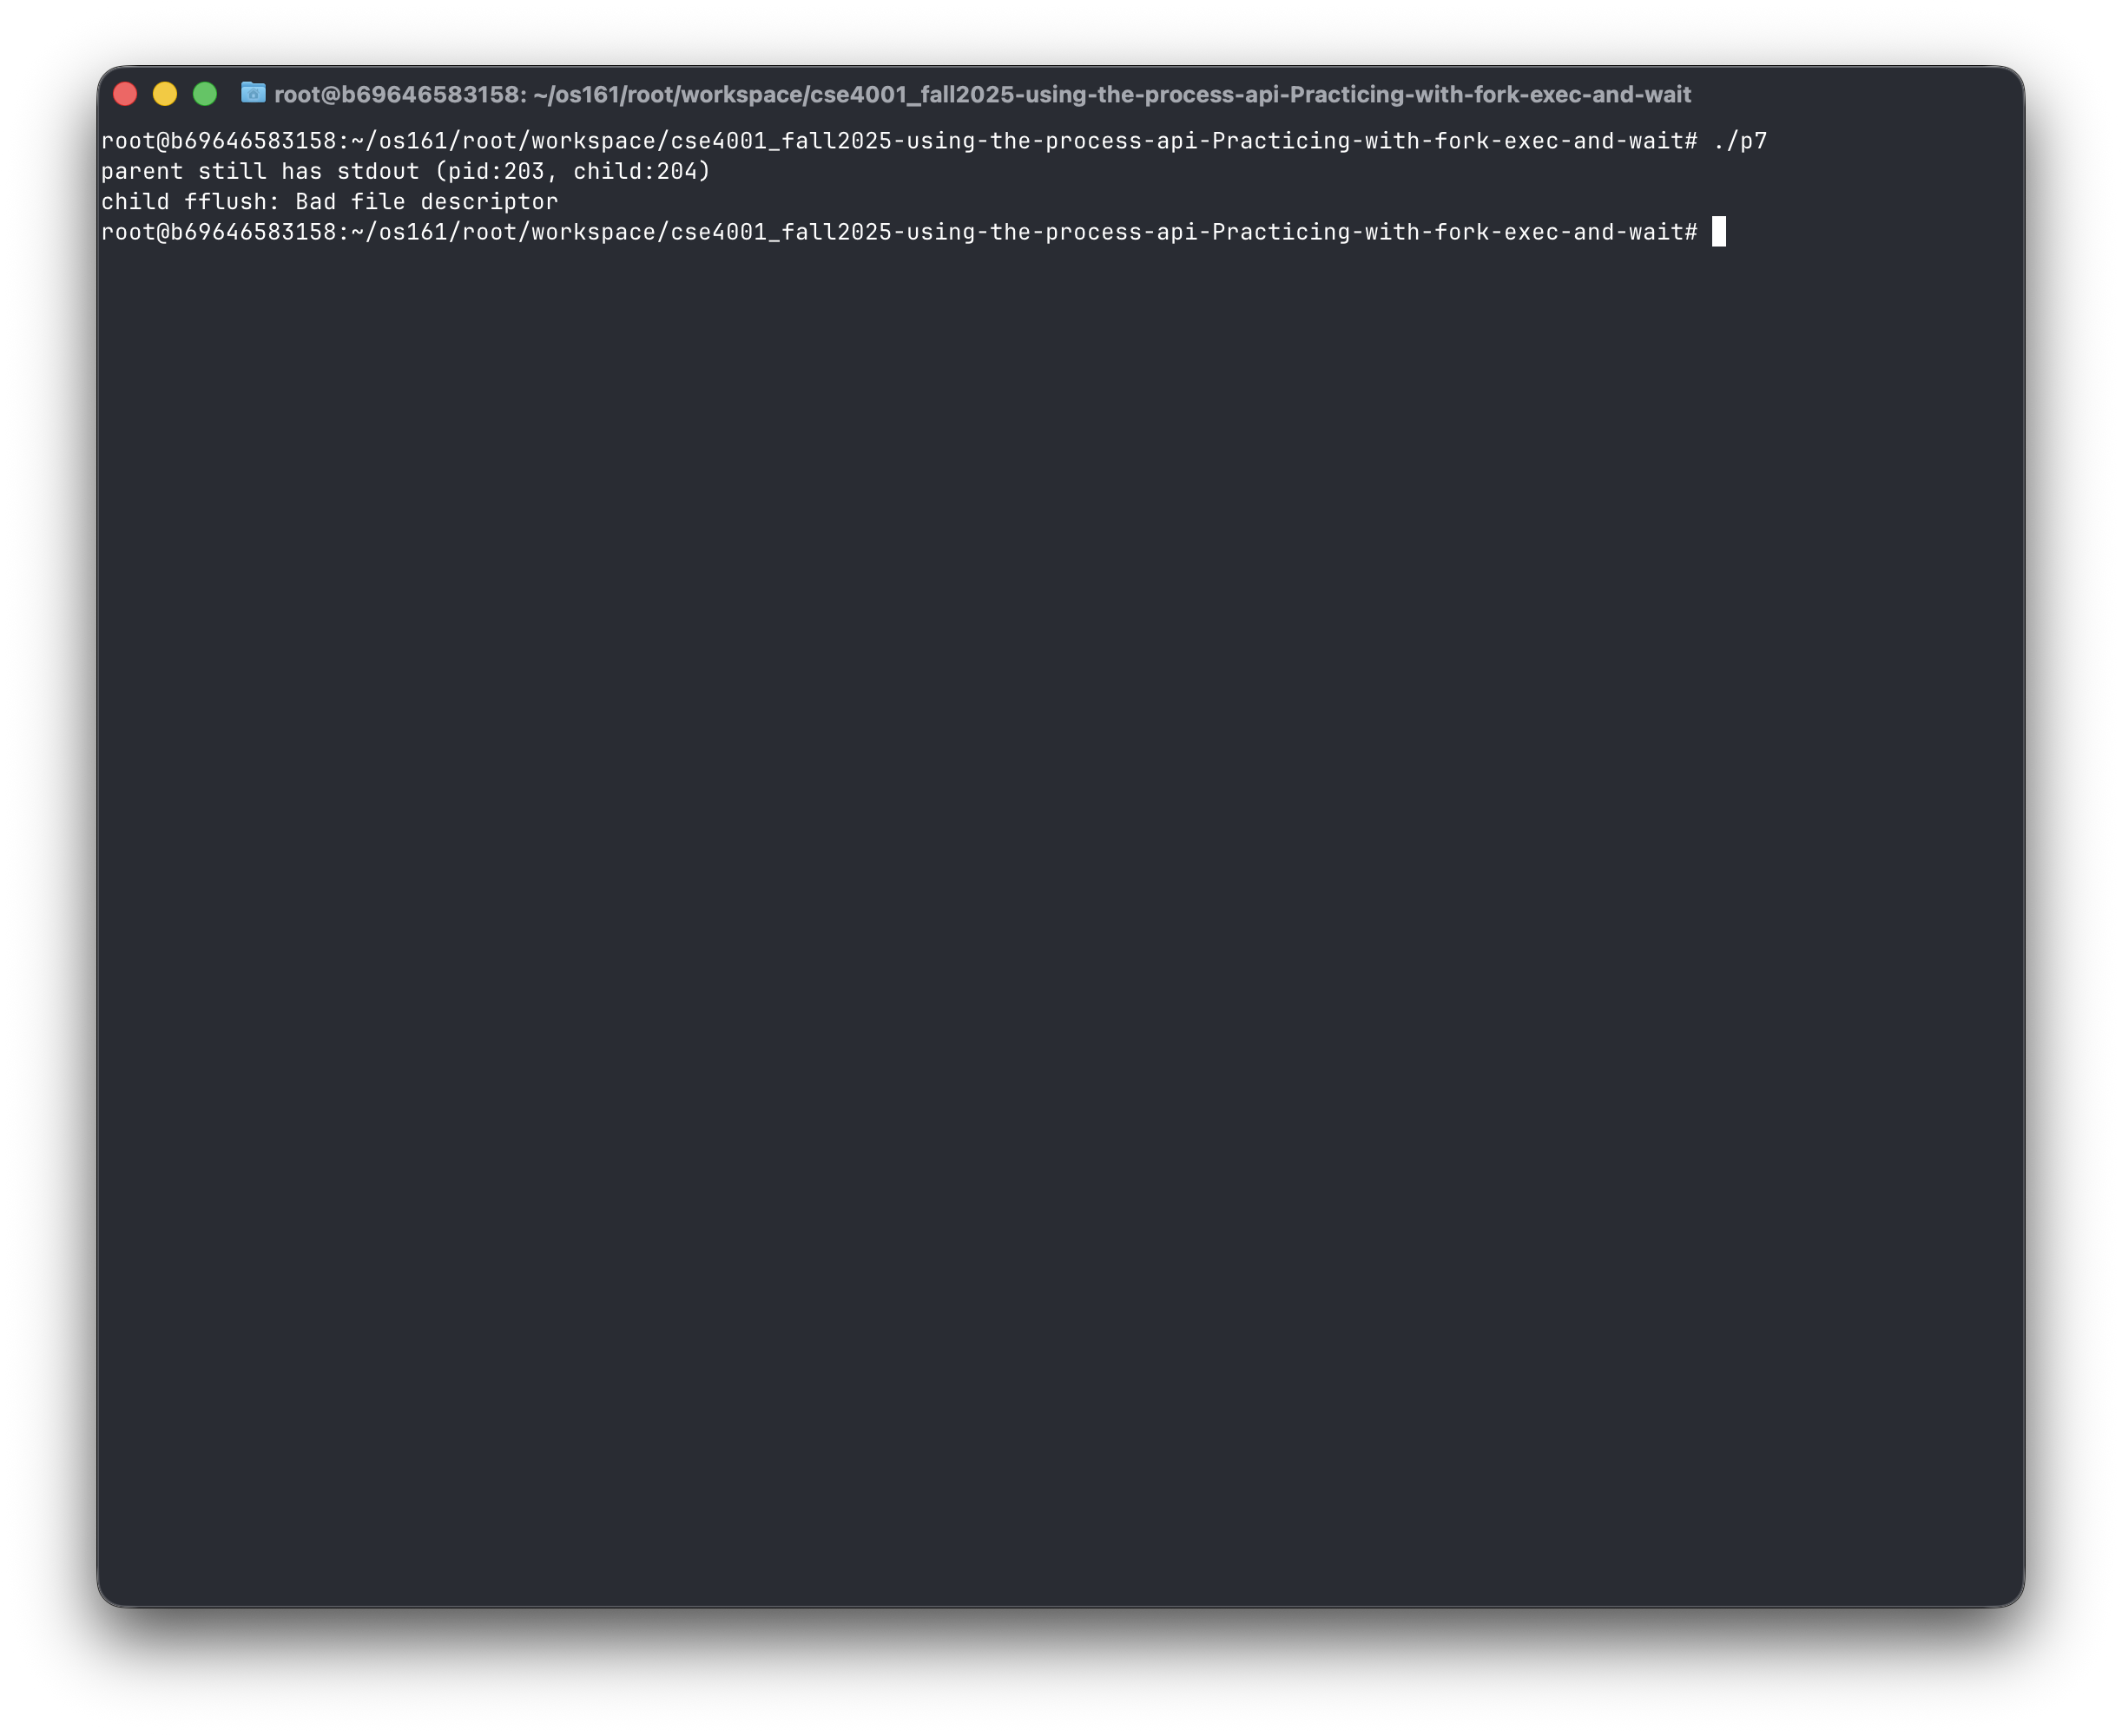 root@b69646583158: ~/os161/root/workspace/cse4001_fall2025-using-the-process-api-Practicing-with-fork-exec-and-wait
root@b69646583158:~/os161/root/workspace/cse4001_fall2025-using-the-process-api-Practicing-with-fork-exec-and-wait# ./p7
parent still has stdout (pid:203, child:204)
child fflush: Bad file descriptor
root@b69646583158:~/os161/root/workspace/cse4001_fall2025-using-the-process-api-Practicing-with-fork-exec-and-wait#